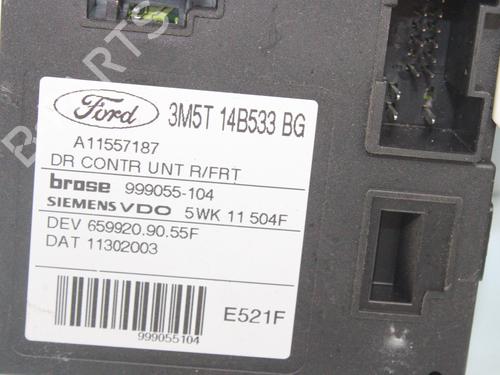 Ford 3M5T 14B533 BG
A11557187
DR CONTR UNT R/FRT
brose 999055-104
SIEMENS VDO 5WK 11 504F
DEV 659920.90.55F
DAT 11302003
E521F
999055104